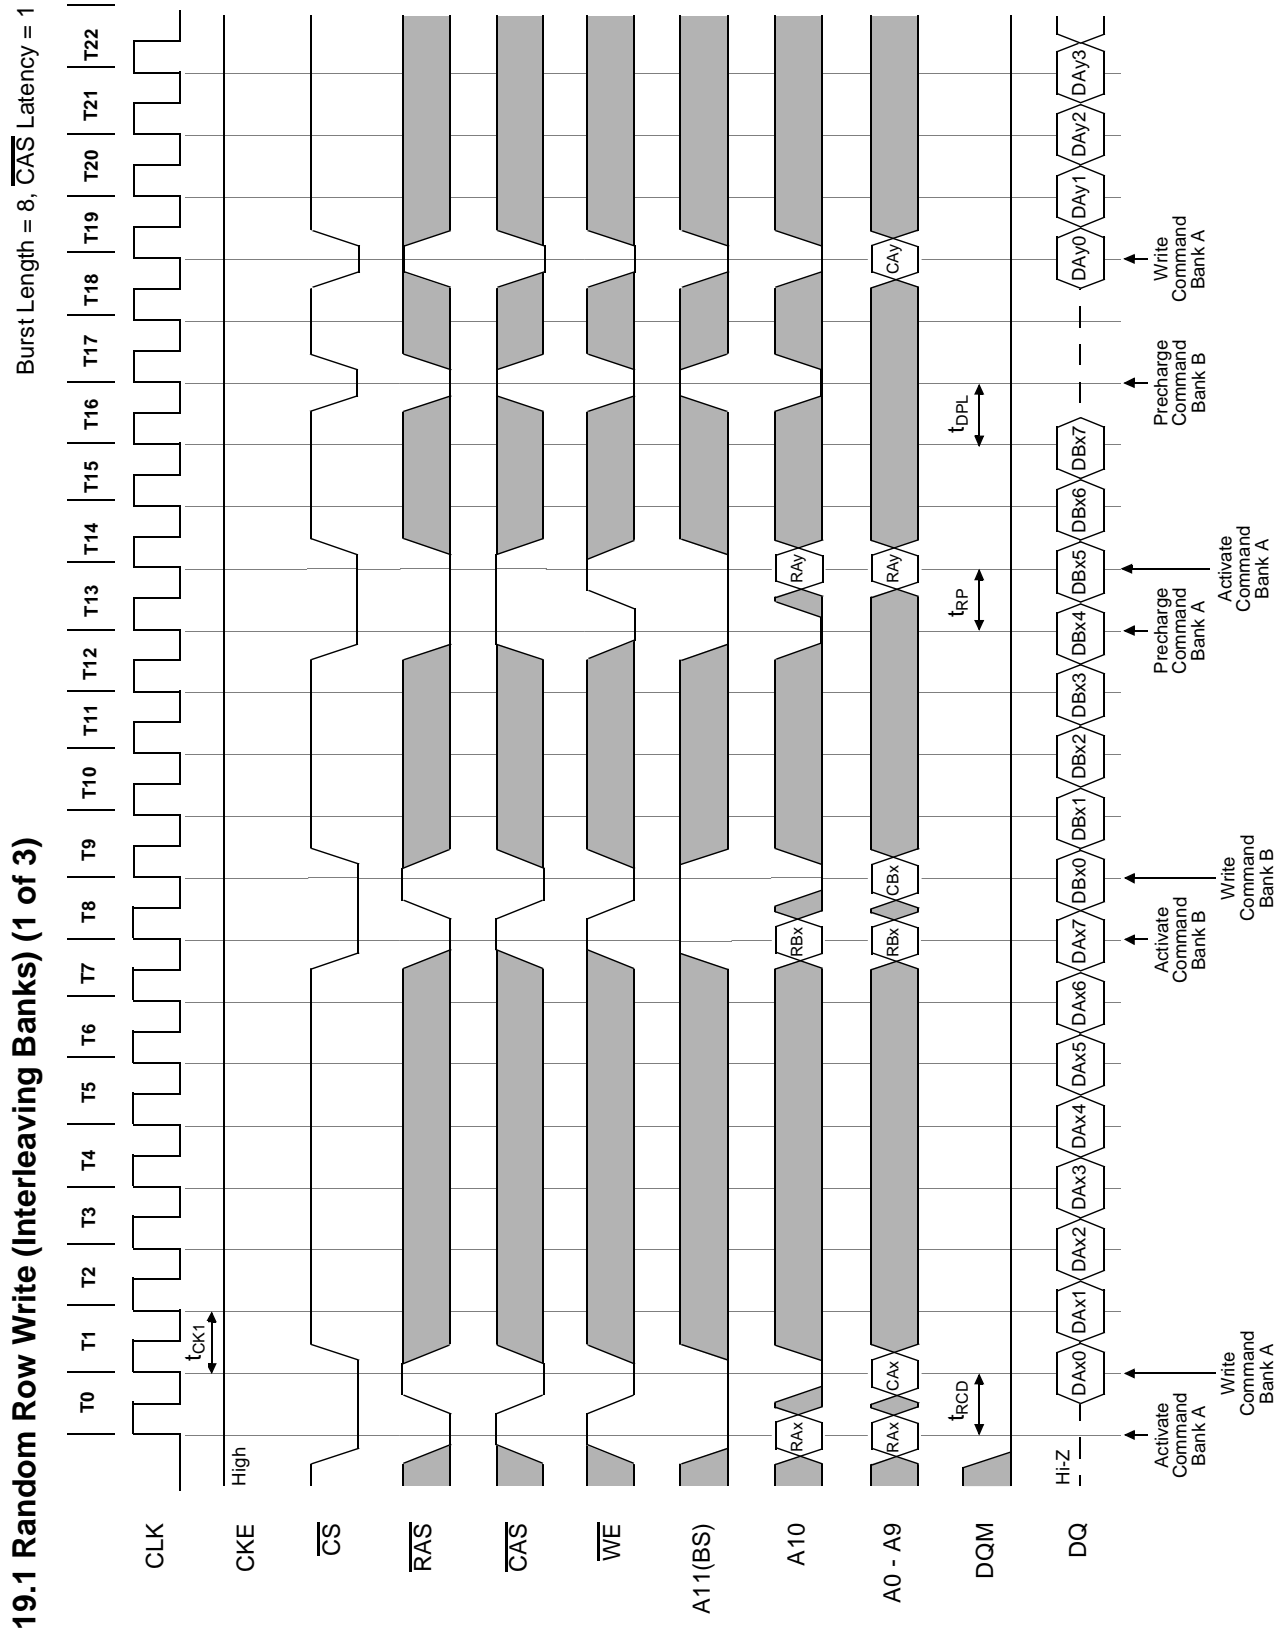 19.1 Random Row Write (Interleaving Banks) (1 of 3)
Burst Length = 8, CAS Latency = 1
T0 T1 T2 T3 T4 T5 T6 T7 T8 T9 T10 T11 T12 T13 T14 T15 T16 T17 T18 T19 T20 T21 T22
CLK
tCK1
CKE
High
CS
RAS
CAS
WE
A11(BS)
A10
RAx RBx RAy
A0 - A9
RAx CAx RBx CBx RAy CAy
DQM
tRCD tRP tDPL
DQ
Hi-Z
DAx0 DAx1 DAx2 DAx3 DAx4 DAx5 DAx6 DAx7 DBx0 DBx1 DBx2 DBx3 DBx4 DBx5 DBx6 DBx7 DAy0 DAy1 DAy2 DAy3
Activate
Command
Bank A
Write
Command
Bank A
Activate
Command
Bank B
Write
Command
Bank B
Precharge
Command
Bank A
Activate
Command
Bank A
Precharge
Command
Bank B
Write
Command
Bank A